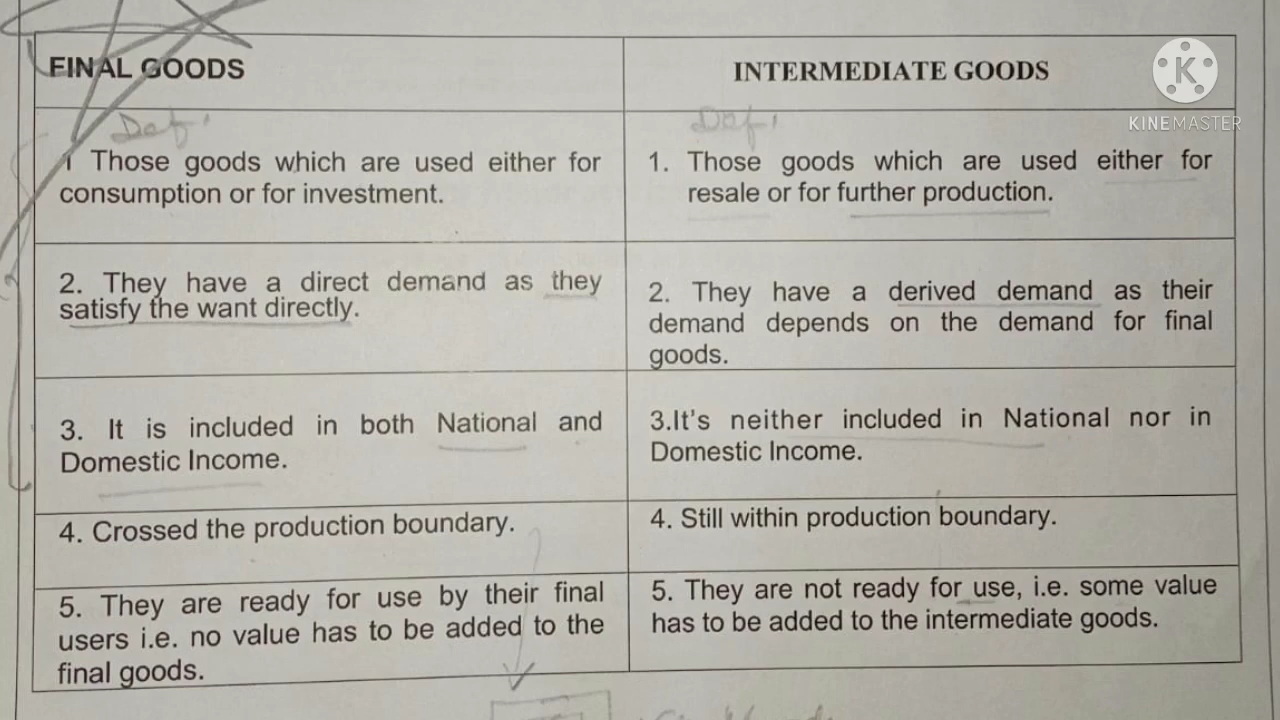 FINAL GOODS
INTERMEDIATE GOODS
K
KINEMASTER
Def.
1 Those goods which are used either for
consumption or for investment.
Def.
1. Those goods which are used either for
resale or for further production.
2. They have a direct demand as they
satisfy the want directly.
2. They have a derived demand as their
demand depends on the demand for final
goods.
3. It is included in both National and
Domestic Income.
3.It's neither included in National nor in
Domestic Income.
4. Crossed the production boundary.
4. Still within production boundary.
5. They are ready for use by their final
users i.e. no value has to be added to the
final goods.
5. They are not ready for use, i.e. some value
has to be added to the intermediate goods.